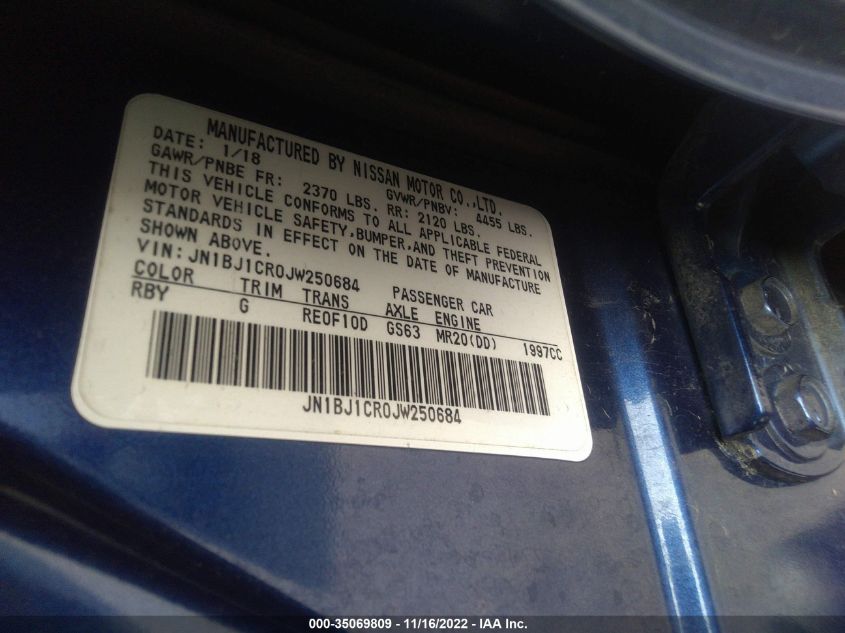 MANUFACTURED BY NISSAN MOTOR CO.,LTD.
DATE: 1/18 GVWR/PNBV: 4455 LBS.
GAWR/PNBE FR: 2370 LBS. RR: 2120 LBS.
THIS VEHICLE CONFORMS TO ALL APPLICABLE FEDERAL
MOTOR VEHICLE SAFETY,BUMPER,AND THEFT PREVENTION
STANDARDS IN EFFECT ON THE DATE OF MANUFACTURE
SHOWN ABOVE.
VIN:JN1BJ1CR0JW250684 PASSENGER CAR
COLOR TRIM TRANS AXLE ENGINE
RBY G RE0F10D GS63 MR20(DD) 1997CC
JN1BJ1CR0JW250684
000-35069809 - 11/16/2022 - IAA Inc.